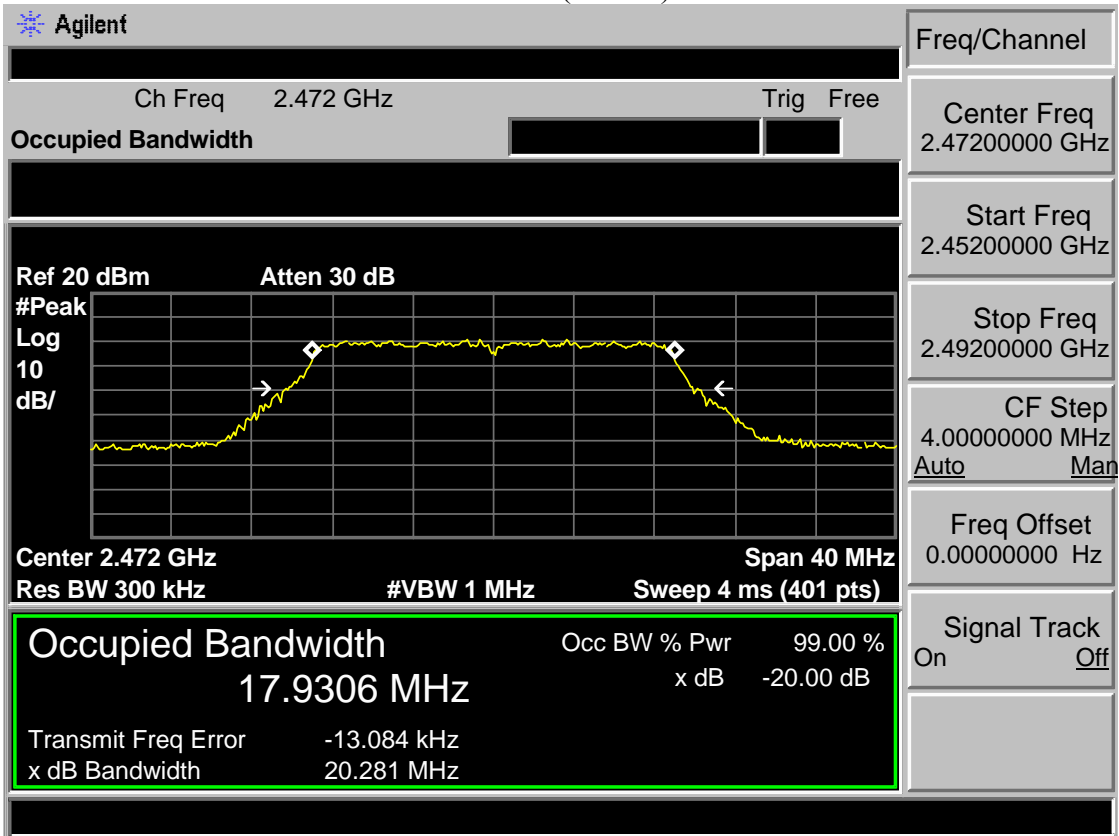 Agilent
Freq/Channel
Ch Freq 2.472 GHz Trig Free
Occupied Bandwidth
Center Freq
2.47200000 GHz
Start Freq
2.45200000 GHz
Stop Freq
2.49200000 GHz
CF Step
4.00000000 MHz
Auto Man
Freq Offset
0.00000000 Hz
Signal Track
On Off
Ref 20 dBm Atten 30 dB
#Peak
Log
10
dB/
Center 2.472 GHz Span 40 MHz
Res BW 300 kHz #VBW 1 MHz Sweep 4 ms (401 pts)
Occupied Bandwidth Occ BW % Pwr 99.00 %
17.9306 MHz x dB -20.00 dB
Transmit Freq Error -13.084 kHz
x dB Bandwidth 20.281 MHz